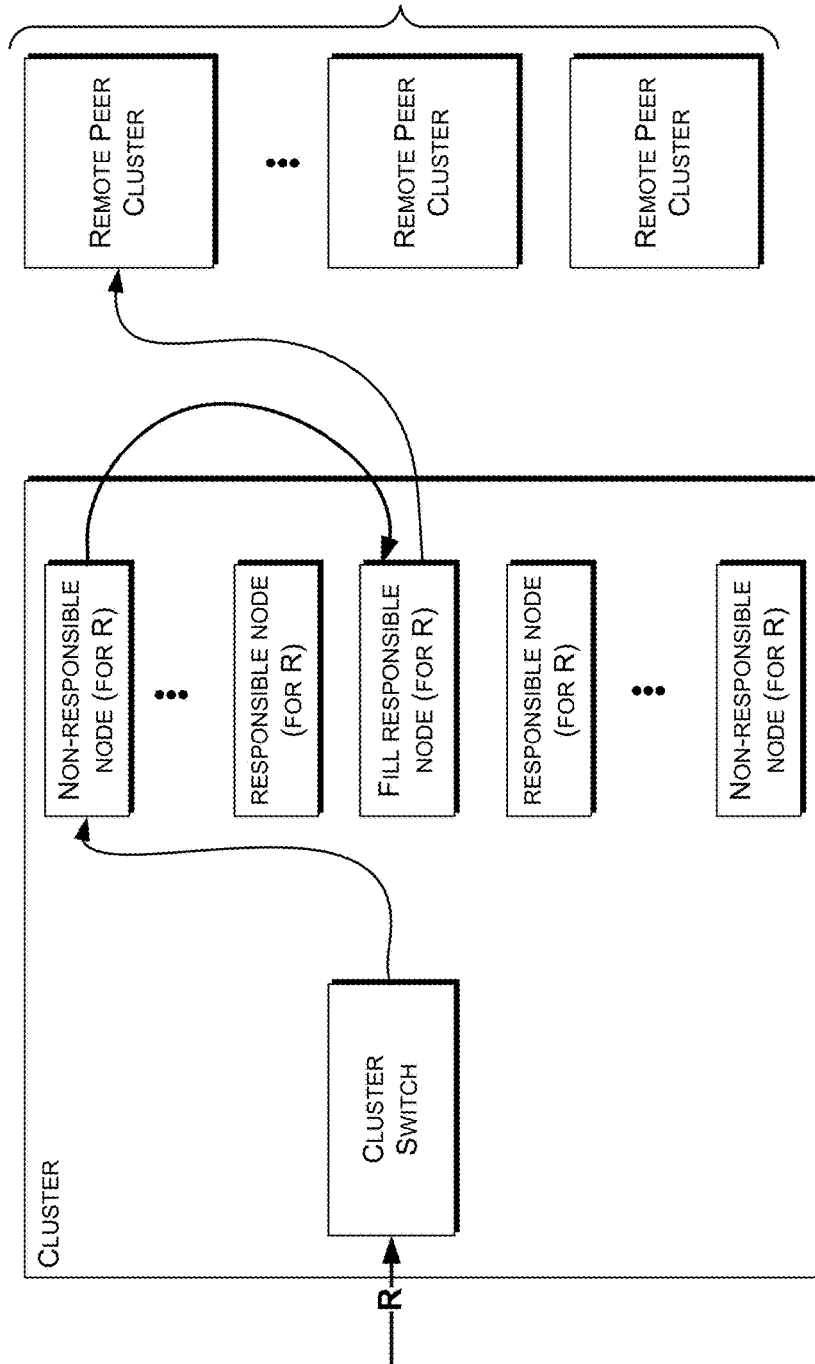 CLUSTER
R
CLUSTER
SWITCH
NON-RESPONSIBLE
NODE (FOR R)
•••
RESPONSIBLE NODE
(FOR R)
FILL RESPONSIBLE
NODE (FOR R)
RESPONSIBLE NODE
(FOR R)
•••
NON-RESPONSIBLE
NODE (FOR R)
REMOTE PEER
CLUSTER
•••
REMOTE PEER
CLUSTER
REMOTE PEER
CLUSTER